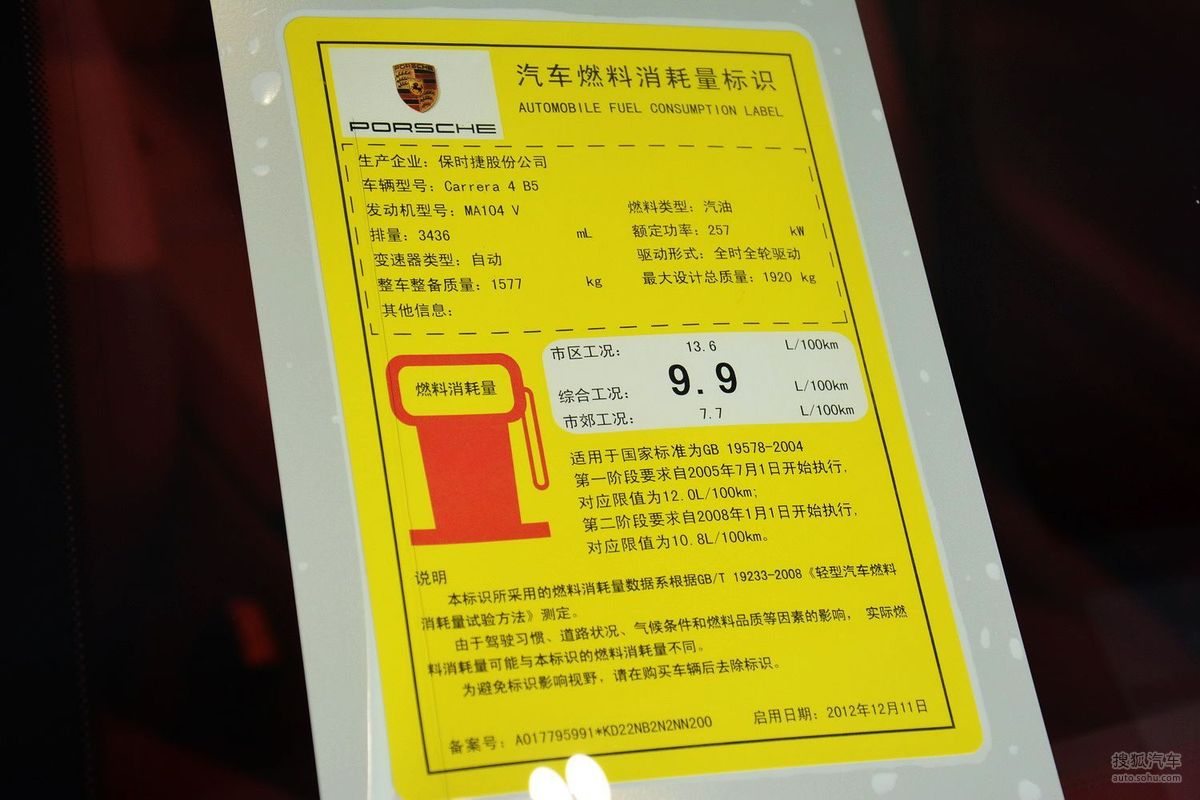 PORSCHE
PORSCHE
汽车燃料消耗量标识
AUTOMOBILE FUEL CONSUMPTION LABEL
生产企业：保时捷股份公司
车辆型号：Carrera 4 B5
发动机型号：MA104 V 燃料类型：汽油
排量：3436 mL 额定功率：257 kW
变速器类型：自动 驱动形式：全时全轮驱动
整车整备质量：1577 kg 最大设计总质量：1920 kg
其他信息：
燃料消耗量
市区工况： 13.6 L/100km
综合工况： 9.9 L/100km
市郊工况： 7.7 L/100km
适用于国家标准为GB 19578-2004
第一阶段要求自2005年7月1日开始执行，
对应限值为12.0L/100km；
第二阶段要求自2008年1月1日开始执行，
对应限值为10.8L/100km。
说明
本标识所采用的燃料消耗量数据系根据GB/T 19233-2008《轻型汽车燃料
消耗量试验方法》测定。
由于驾驶习惯、道路状况、气候条件和燃料品质等因素的影响， 实际燃
料消耗量可能与本标识的燃料消耗量不同。
为避免标识影响视野，请在购买车辆后去除标识。
备案号：A017795991*KD22NB2N2NN200 启用日期：2012年12月11日
搜狐汽车
auto.sohu.com